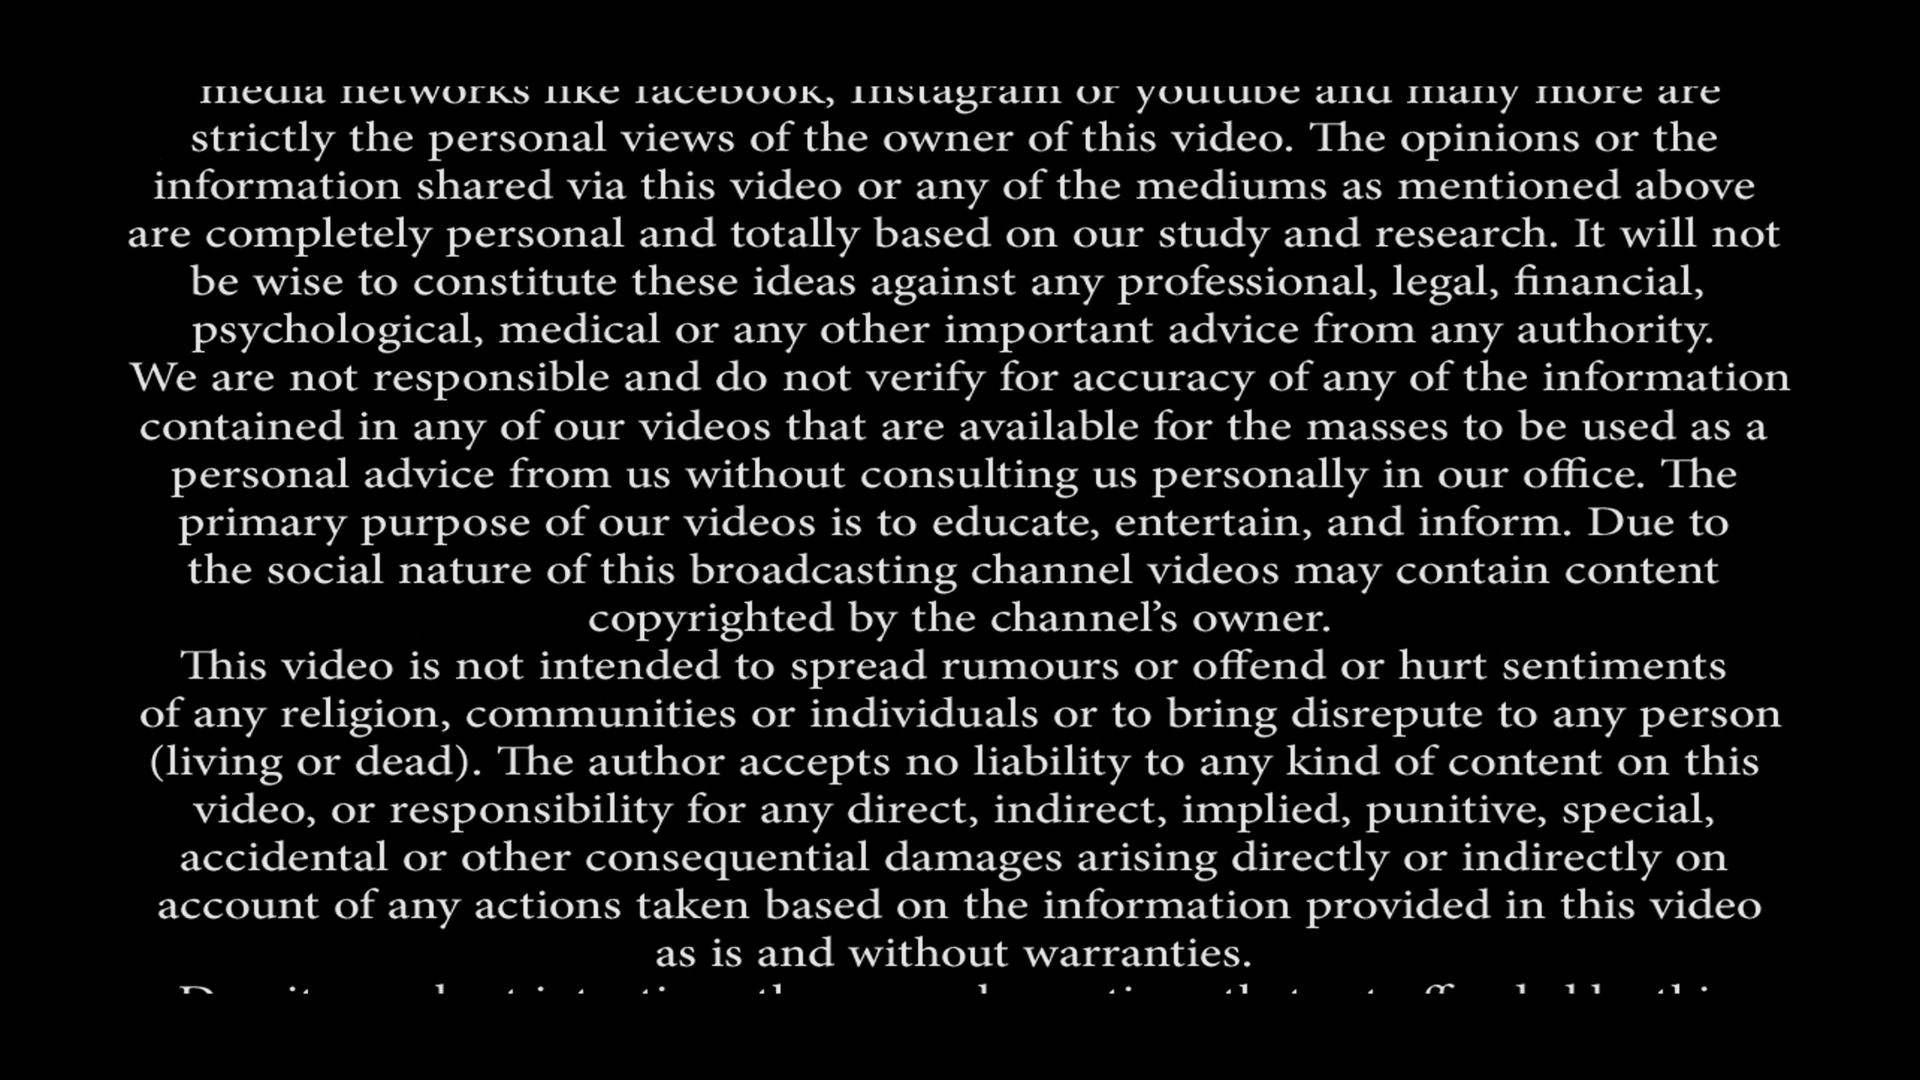 media networks like facebook, Instagram or youtube and many more are
strictly the personal views of the owner of this video. The opinions or the
information shared via this video or any of the mediums as mentioned above
are completely personal and totally based on our study and research. It will not
be wise to constitute these ideas against any professional, legal, financial,
psychological, medical or any other important advice from any authority.
We are not responsible and do not verify for accuracy of any of the information
contained in any of our videos that are available for the masses to be used as a
personal advice from us without consulting us personally in our office. The
primary purpose of our videos is to educate, entertain, and inform. Due to
the social nature of this broadcasting channel videos may contain content
copyrighted by the channel’s owner.
This video is not intended to spread rumours or offend or hurt sentiments
of any religion, communities or individuals or to bring disrepute to any person
(living or dead). The author accepts no liability to any kind of content on this
video, or responsibility for any direct, indirect, implied, punitive, special,
accidental or other consequential damages arising directly or indirectly on
account of any actions taken based on the information provided in this video
as is and without warranties.